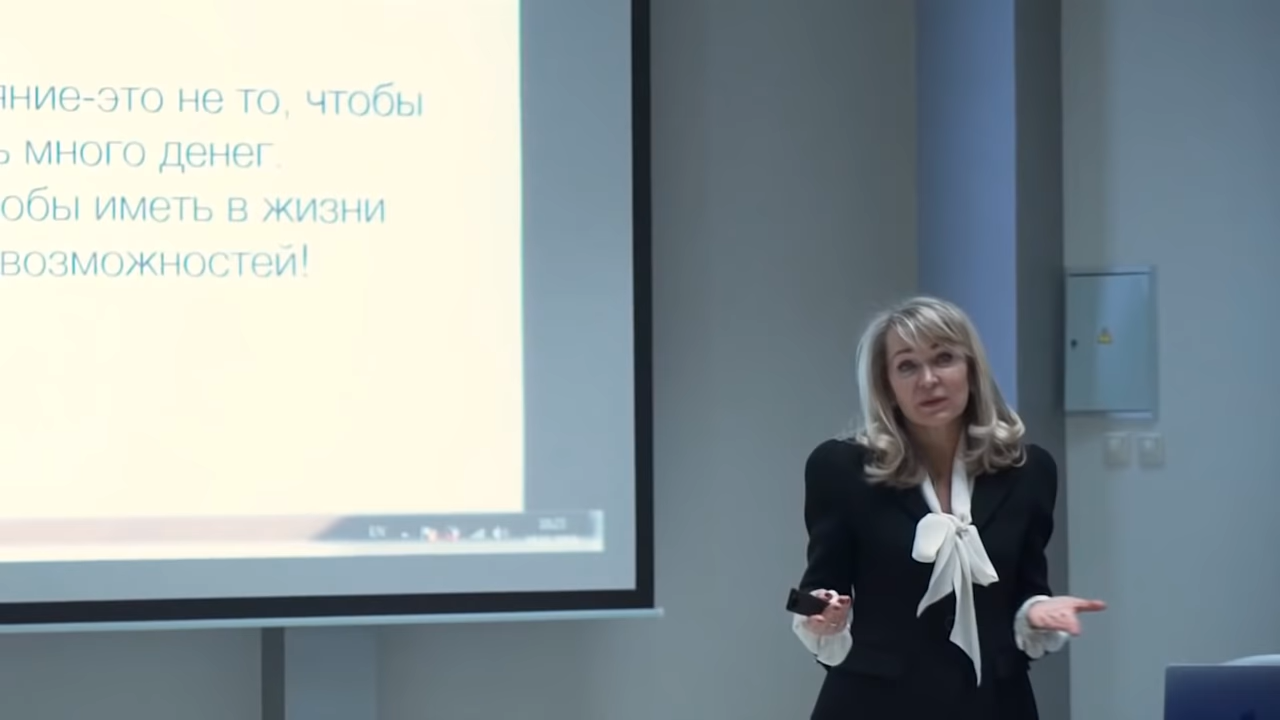 яние-это не то, чтобы
ь много денег.
обы иметь в жизни
возможностей!